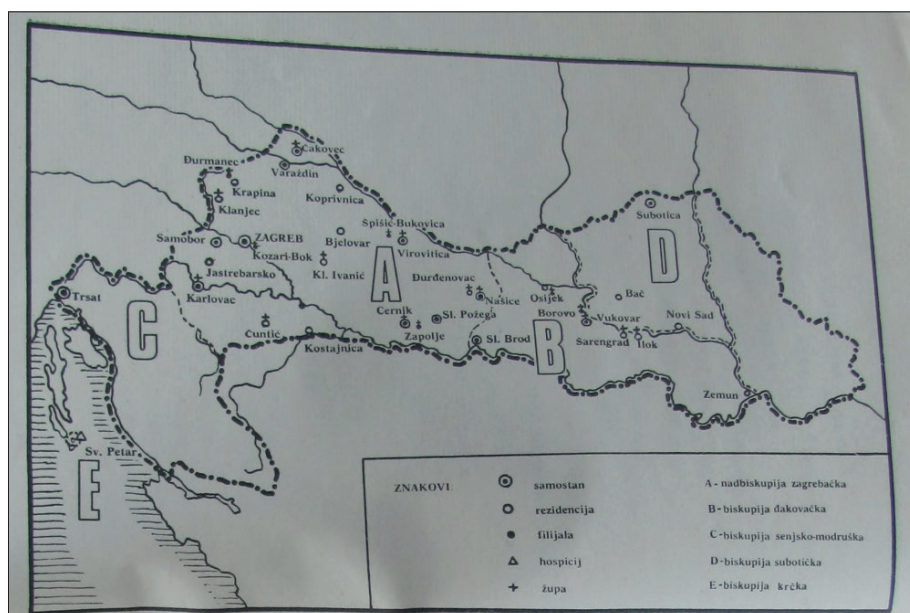 Čakovec
Varaždin
Đurmanec
Krapina
Klanjec
Koprivnica
Subotica
Špišić-Bukovica
Samobor
ZAGREB
Bjelovar
Virovitica
Kozari-Bok
Kl. Ivanić
Jastrebarsko
A
D
Đurđenovac
Trsat
Karlovac
Našice
Osijek
Bač
C
Černik
Sl. Požega
Borovo
Vukovar
Novi Sad
Čuntić
Zapolje
Kostajnica
Sl. Brod
B
Šarengrad
Ilok
Zemun
Sv. Petar
E
ZNAKOVI:
samostan
rezidencija
filijala
hospicij
župa
A-nadbiskupija zagrebačka
B-biskupija đakovačka
C-biskupija senjsko-modruška
D-biskupija subotička
E-biskupija krčka